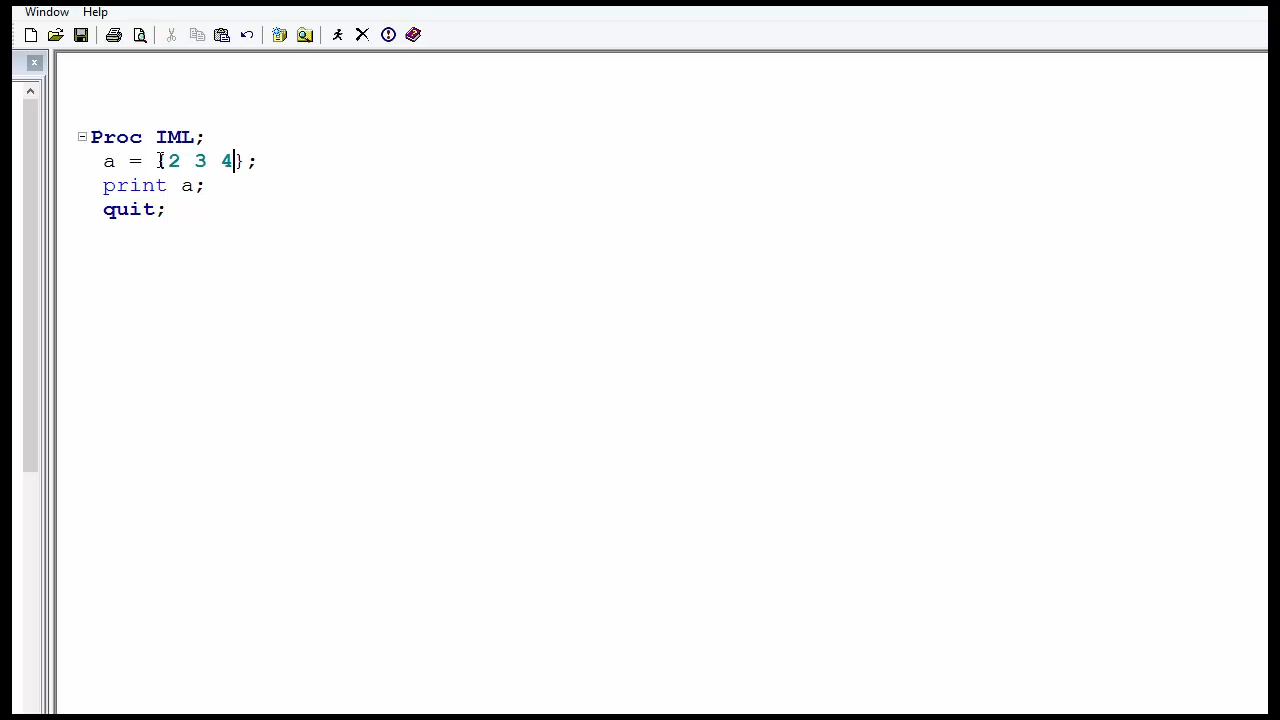 Window Help
Proc IML;
a = {2 3 4};
print a;
quit;